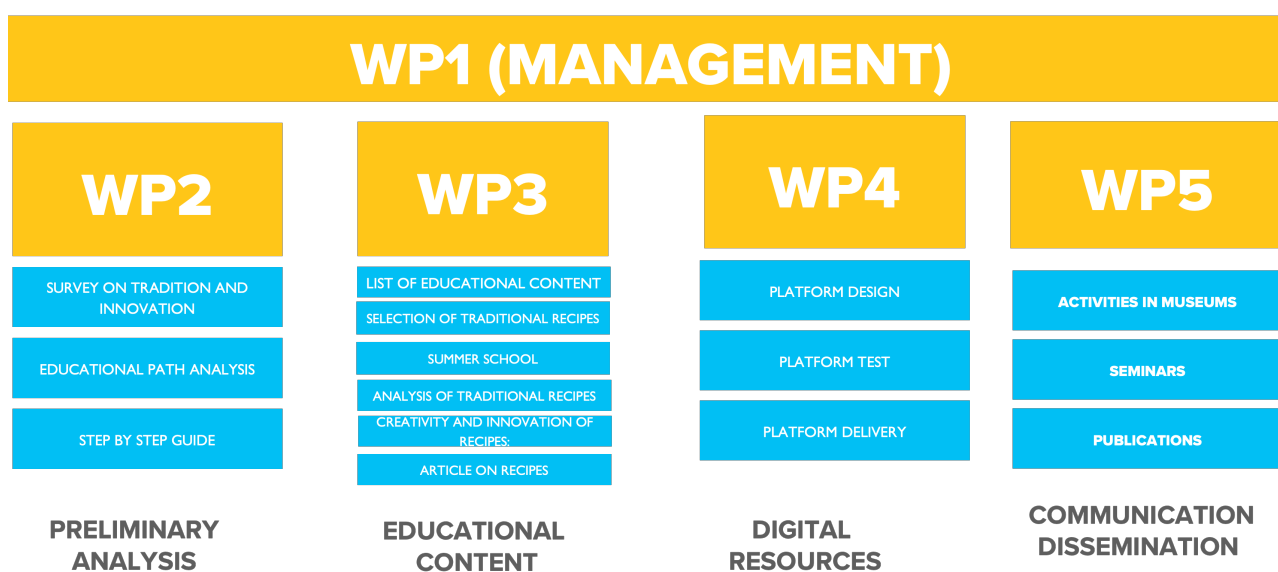 WP1 (MANAGEMENT)
WP2
SURVEY ON TRADITION AND
INNOVATION
EDUCATIONAL PATH ANALYSIS
STEP BY STEP GUIDE
PRELIMINARY
ANALYSIS
WP3
LIST OF EDUCATIONAL CONTENT
SELECTION OF TRADITIONAL RECIPES
SUMMER SCHOOL
ANALYSIS OF TRADITIONAL RECIPES
CREATIVITY AND INNOVATION OF
RECIPES:
ARTICLE ON RECIPES
EDUCATIONAL
CONTENT
WP4
PLATFORM DESIGN
PLATFORM TEST
PLATFORM DELIVERY
DIGITAL
RESOURCES
WP5
ACTIVITIES IN MUSEUMS
SEMINARS
PUBLICATIONS
COMMUNICATION
DISSEMINATION